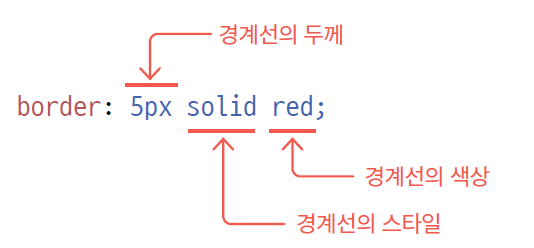 경계선의 두께
border: 5px solid red;
경계선의 색상
경계선의 스타일